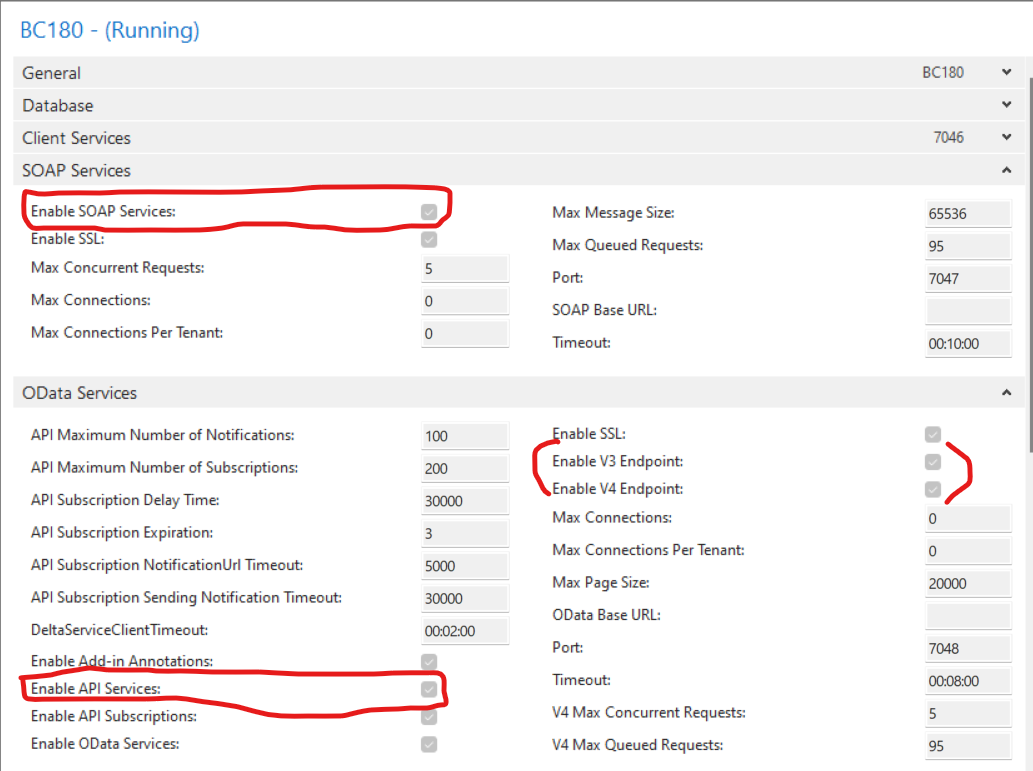 BC180 - (Running)
General BC180
Database
Client Services 7046
SOAP Services
Enable SOAP Services:
Enable SSL:
Max Concurrent Requests: 5
Max Connections: 0
Max Connections Per Tenant: 0
Max Message Size: 65536
Max Queued Requests: 95
Port: 7047
SOAP Base URL:
Timeout: 00:10:00
OData Services
API Maximum Number of Notifications: 100
API Maximum Number of Subscriptions: 200
API Subscription Delay Time: 30000
API Subscription Expiration: 3
API Subscription NotificationUrl Timeout: 5000
API Subscription Sending Notification Timeout: 30000
DeltaServiceClientTimeout: 00:02:00
Enable Add-in Annotations:
Enable API Services:
Enable API Subscriptions:
Enable OData Services:
Enable SSL:
Enable V3 Endpoint:
Enable V4 Endpoint:
Max Connections: 0
Max Connections Per Tenant: 0
Max Page Size: 20000
OData Base URL:
Port: 7048
Timeout: 00:08:00
V4 Max Concurrent Requests: 5
V4 Max Queued Requests: 95